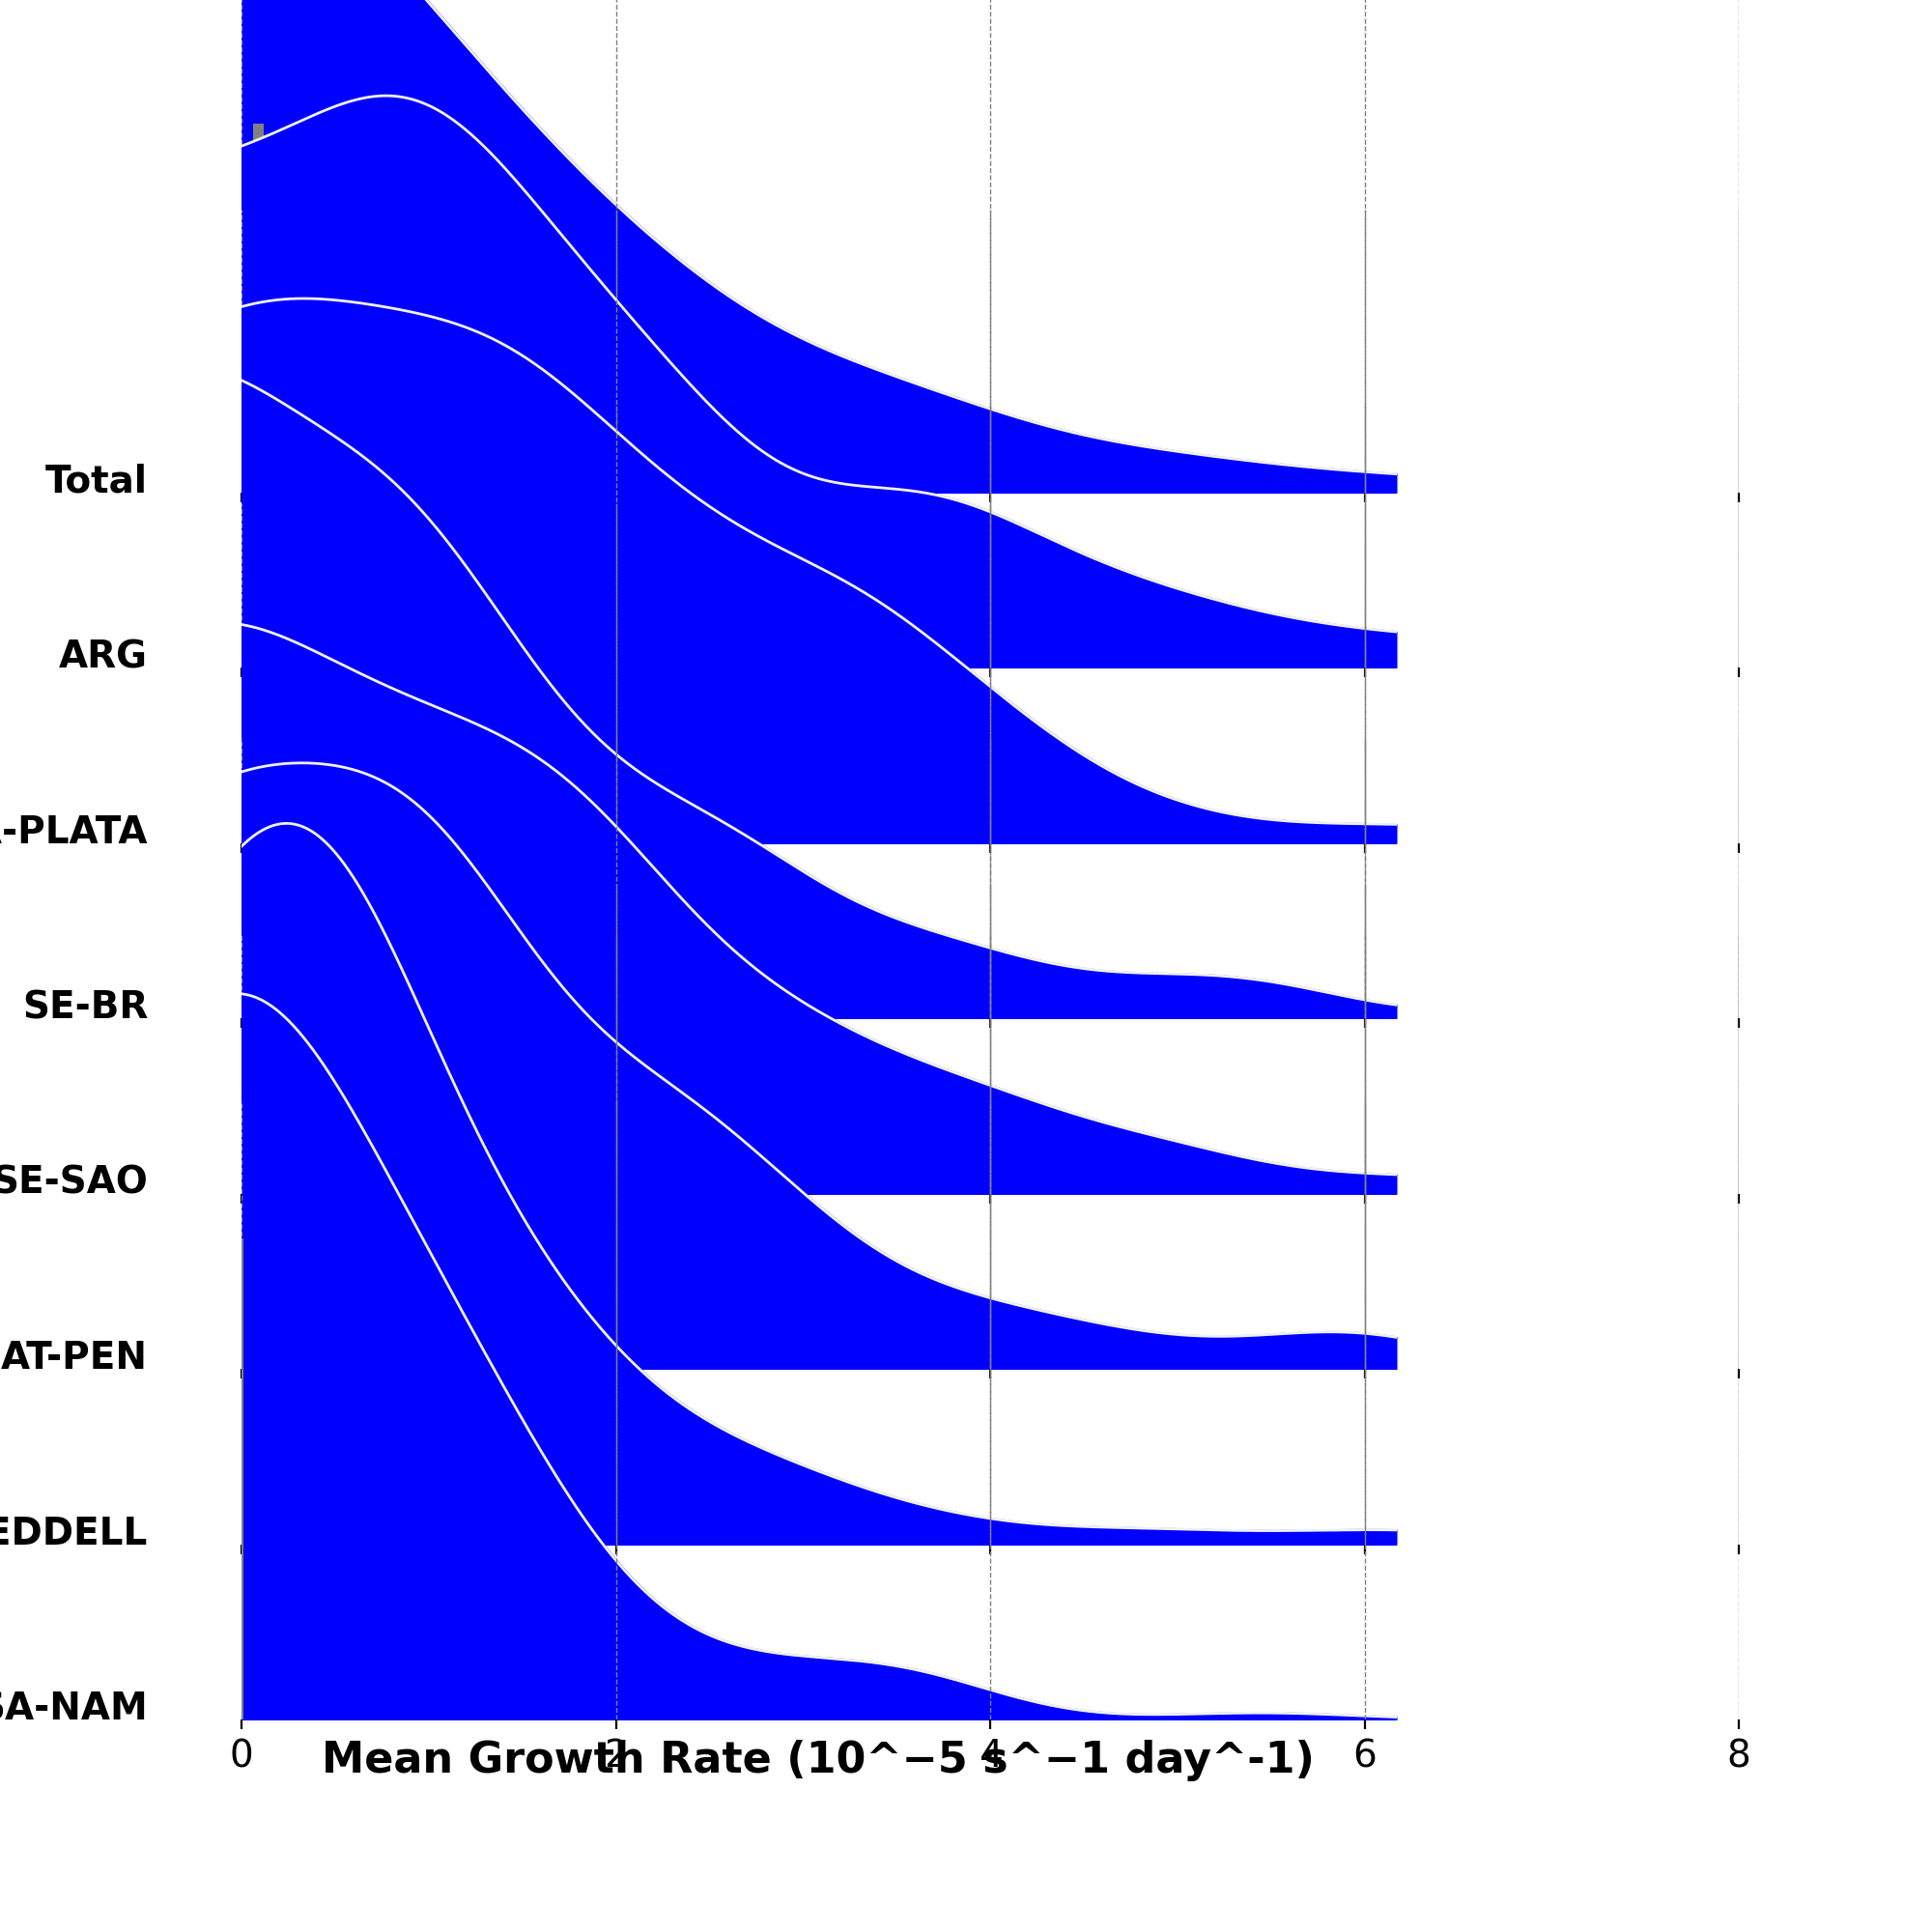 Total
ARG
-PLATA
SE-BR
SE-SAO
AT-PEN
EDDELL
SA-NAM
0 2 4 6 8
Mean Growth Rate (10^−5 s^−1 day^-1)